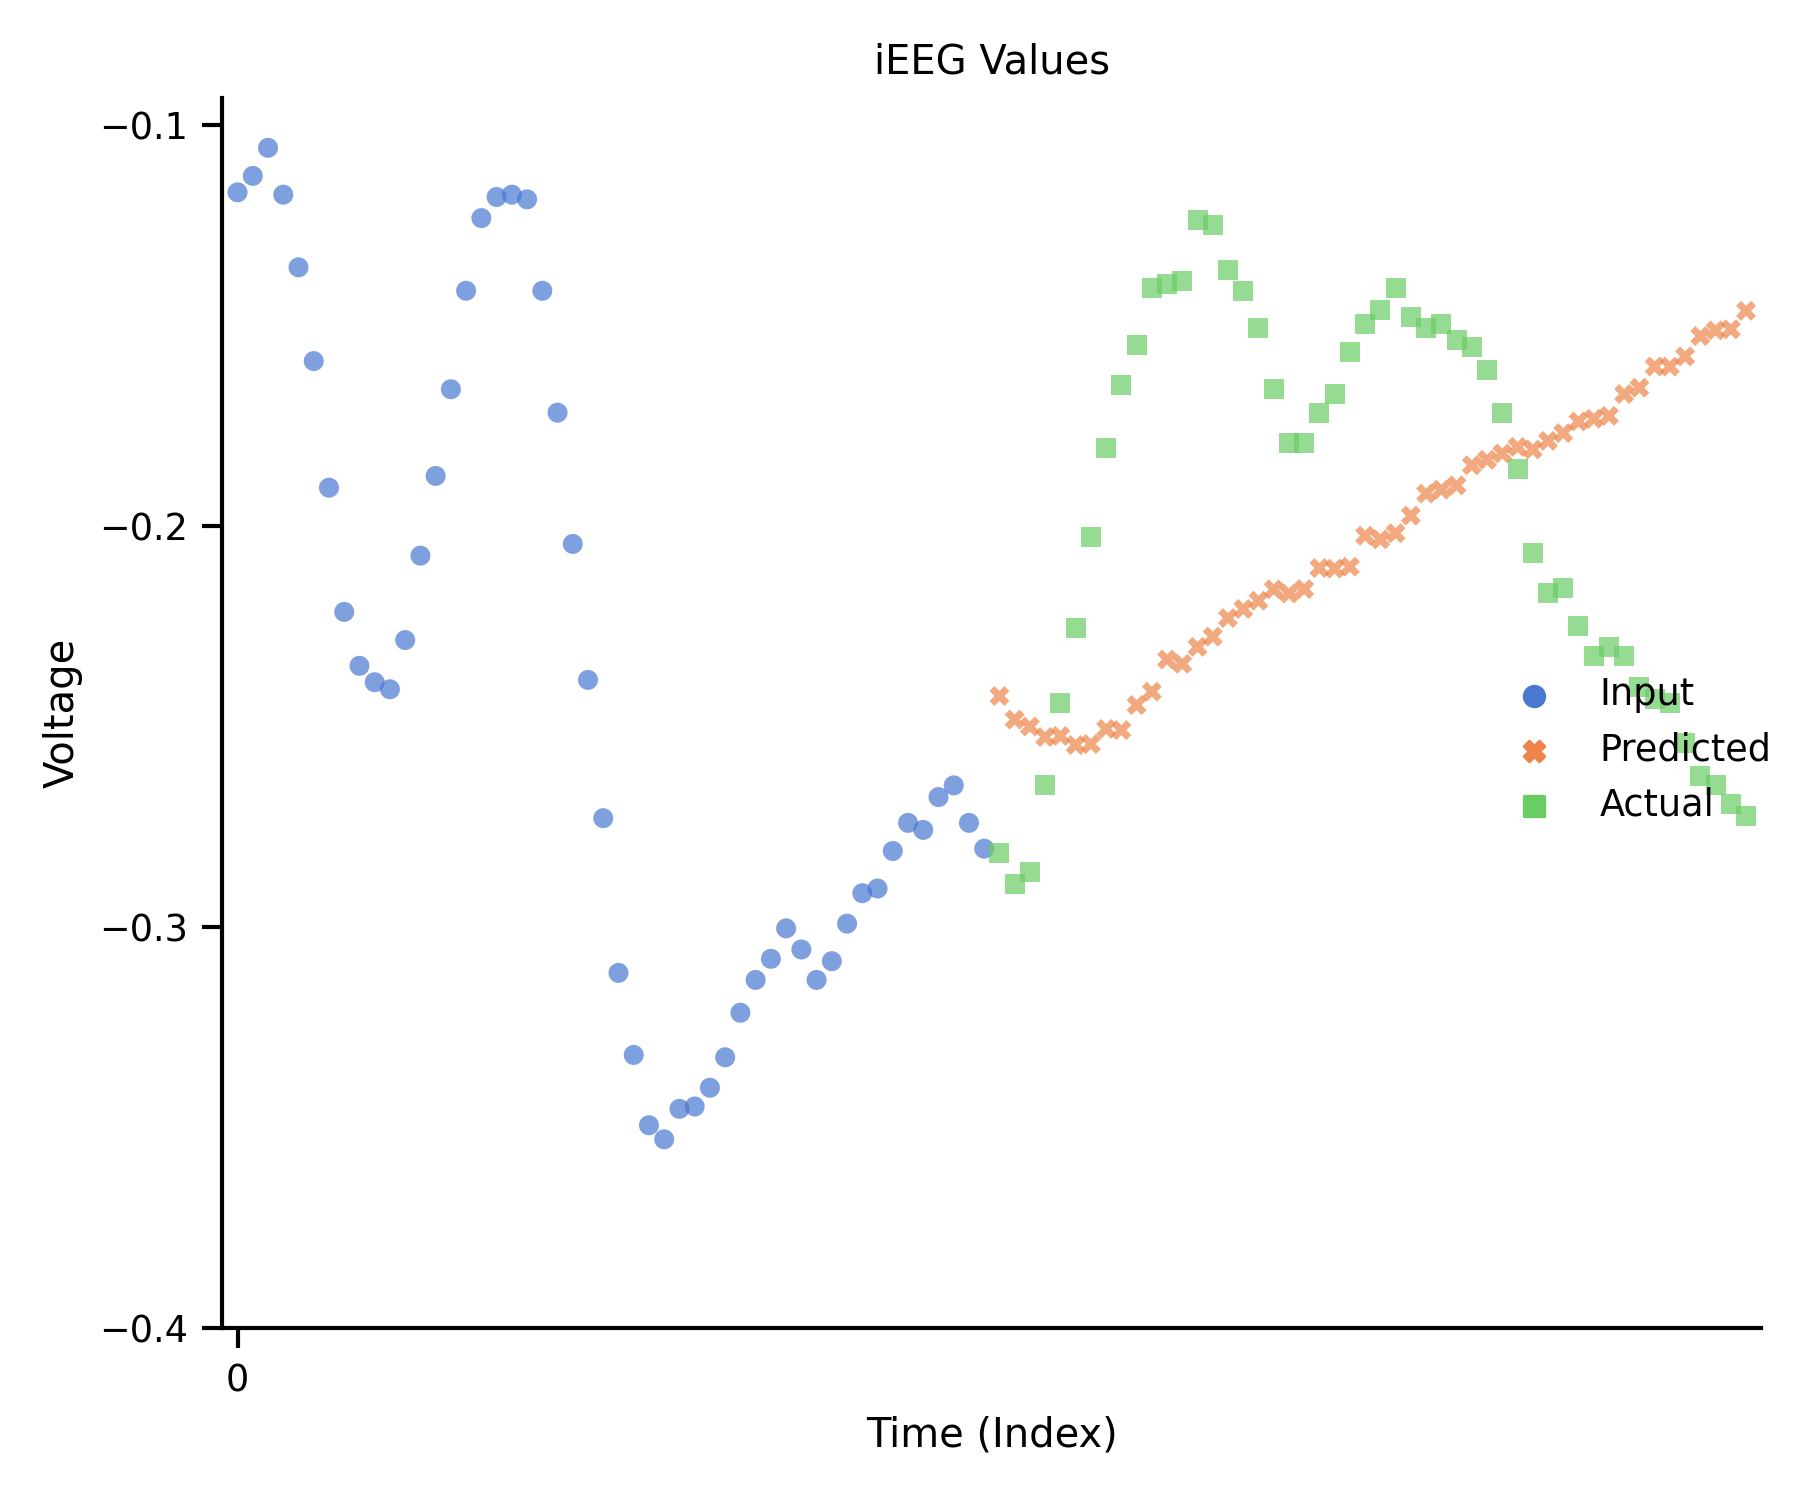 iEEG Values
−0.1
−0.2
−0.3
−0.4
Voltage
0
Time (Index)
Input
Predicted
Actual